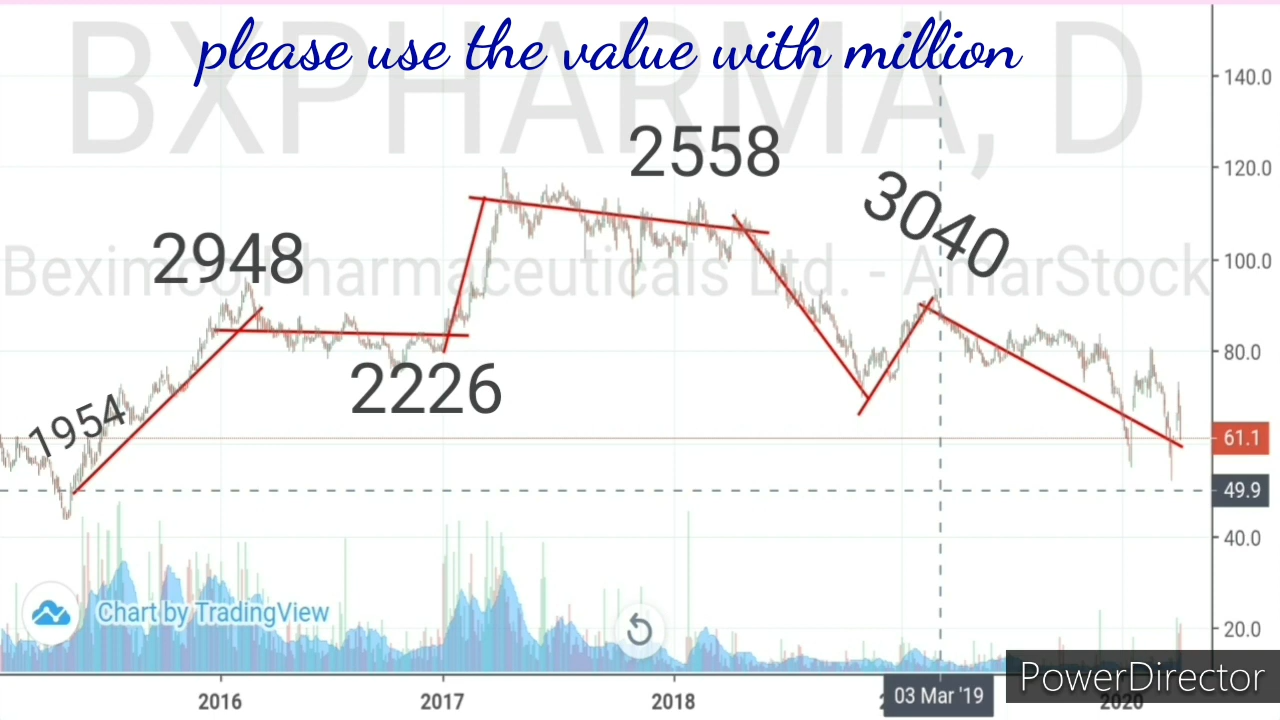 please use the value with million
BXPHARMA, D
Beximco Pharmaceuticals Ltd. - AmarStock
2558
3040
2948
2226
1954
140.0
120.0
100.0
80.0
61.1
49.9
40.0
20.0
Chart by TradingView
2016
2017
2018
03 Mar '19
2020
PowerDirector